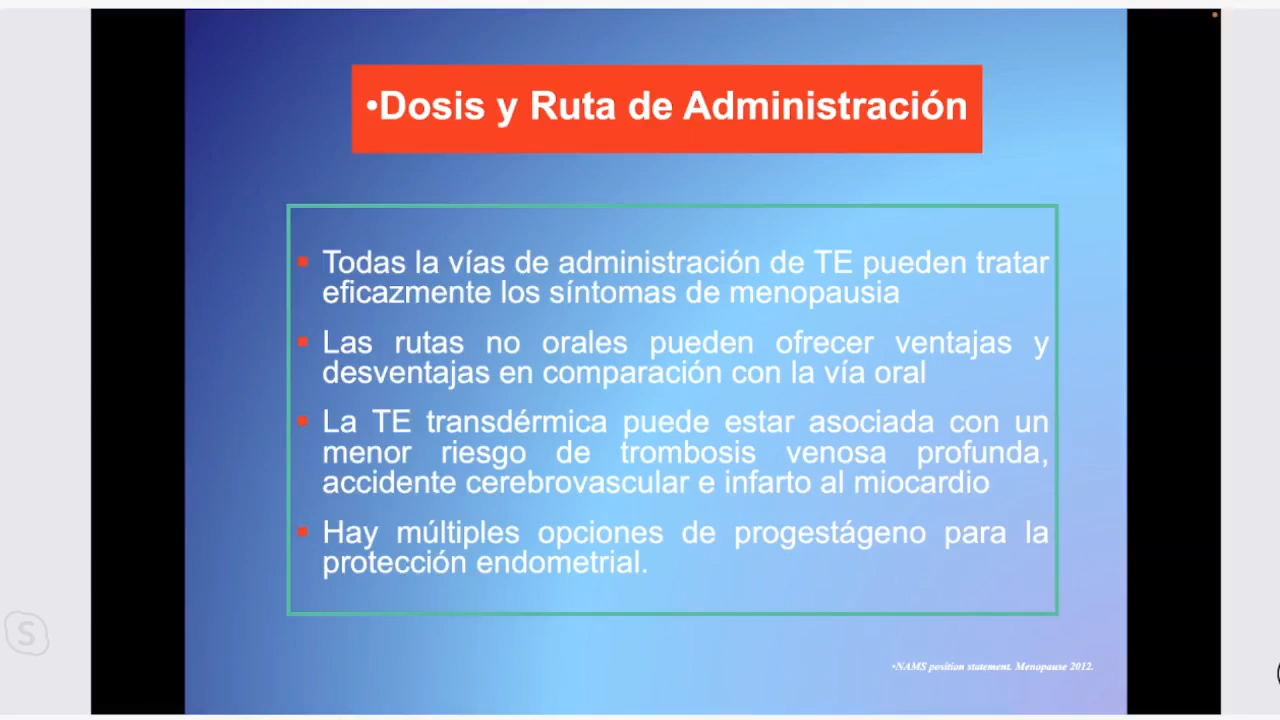 •Dosis y Ruta de Administración
Todas la vías de administración de TE pueden tratar
eficazmente los síntomas de menopausia
Las rutas no orales pueden ofrecer ventajas y
desventajas en comparación con la vía oral
La TE transdérmica puede estar asociada con un
menor riesgo de trombosis venosa profunda,
accidente cerebrovascular e infarto al miocardio
Hay múltiples opciones de progestágeno para la
protección endometrial.
S
•NAMS position statement. Menopause 2012.